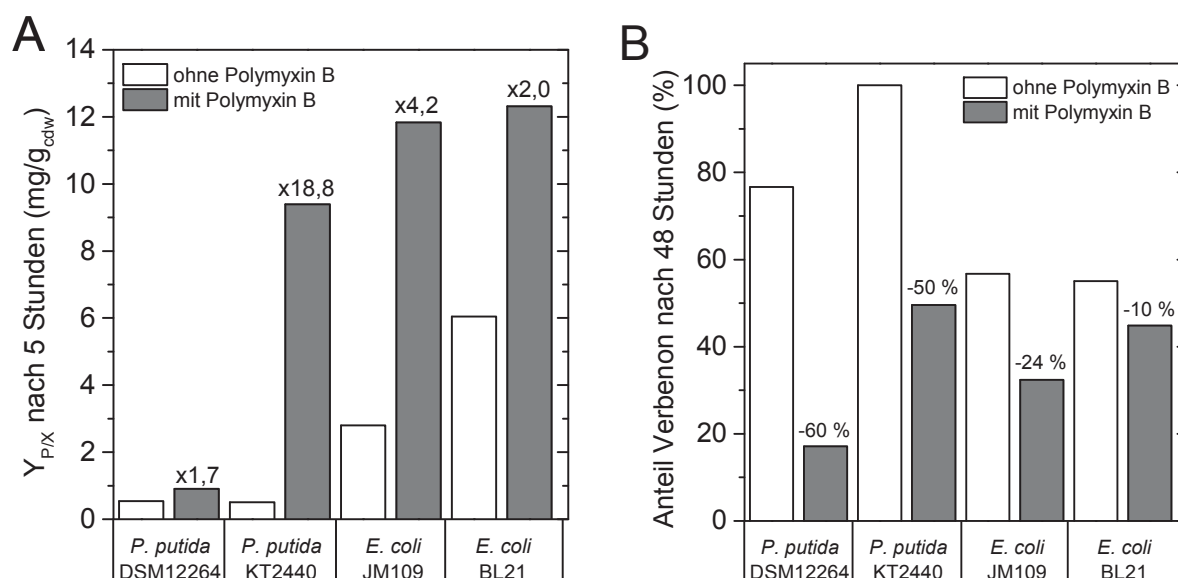 A
Y_P/X nach 5 Stunden (mg/g_cdw)
14
12
10
8
6
4
2
0
ohne Polymyxin B
mit Polymyxin B
x1,7
x18,8
x4,2
x2,0
P. putida
DSM12264
P. putida
KT2440
E. coli
JM109
E. coli
BL21
B
Anteil Verbenon nach 48 Stunden (%)
100
80
60
40
20
0
ohne Polymyxin B
mit Polymyxin B
-60 %
-50 %
-24 %
-10 %
P. putida
DSM12264
P. putida
KT2440
E. coli
JM109
E. coli
BL21